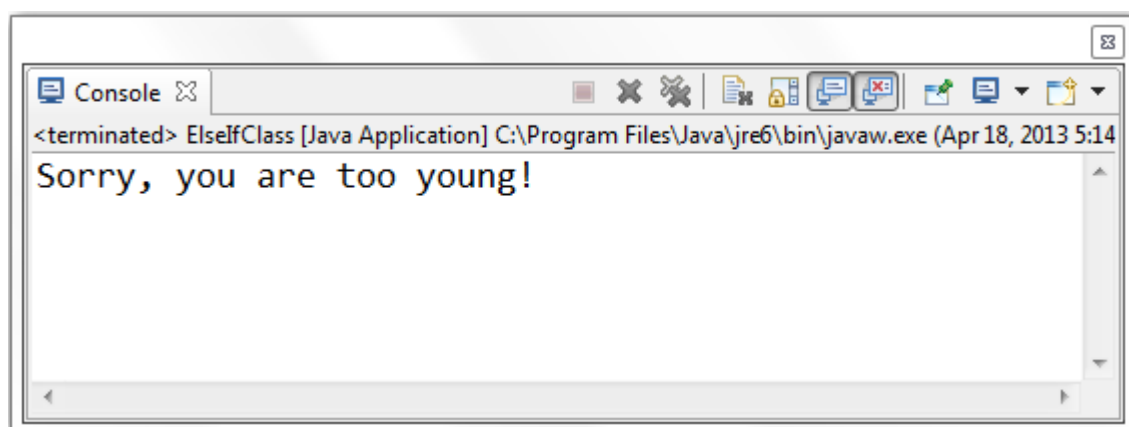 Console
<terminated> ElseIfClass [Java Application] C:\Program Files\Java\jre6\bin\javaw.exe (Apr 18, 2013 5:14
Sorry, you are too young!